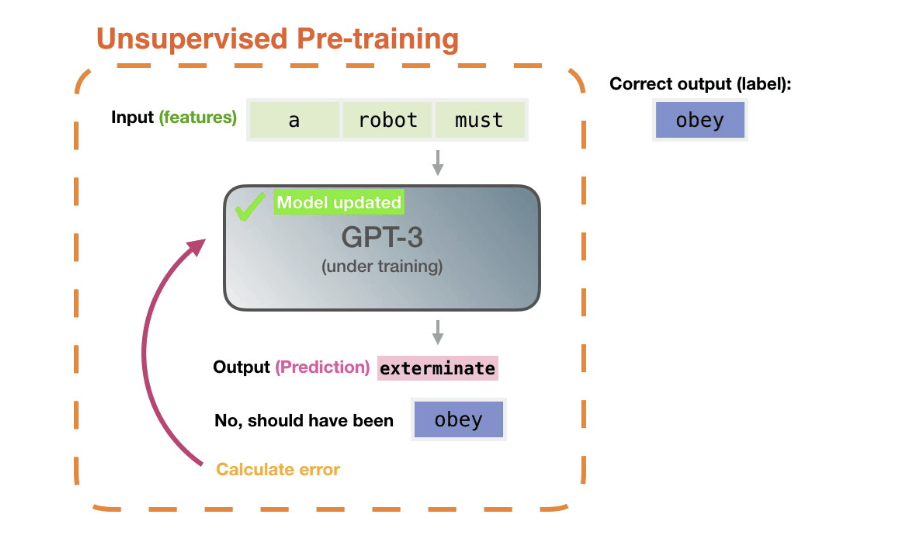 Unsupervised Pre-training
Correct output (label):
Input (features) a robot must
obey
Model updated
GPT-3
(under training)
Output (Prediction) exterminate
No, should have been obey
Calculate error